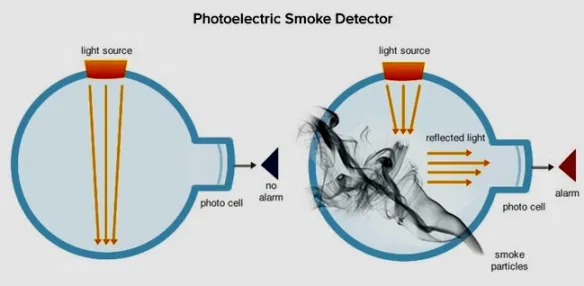 Photoelectric Smoke Detector
light source
photo cell
no
alarm
light source
reflected light
photo cell
alarm
smoke
particles